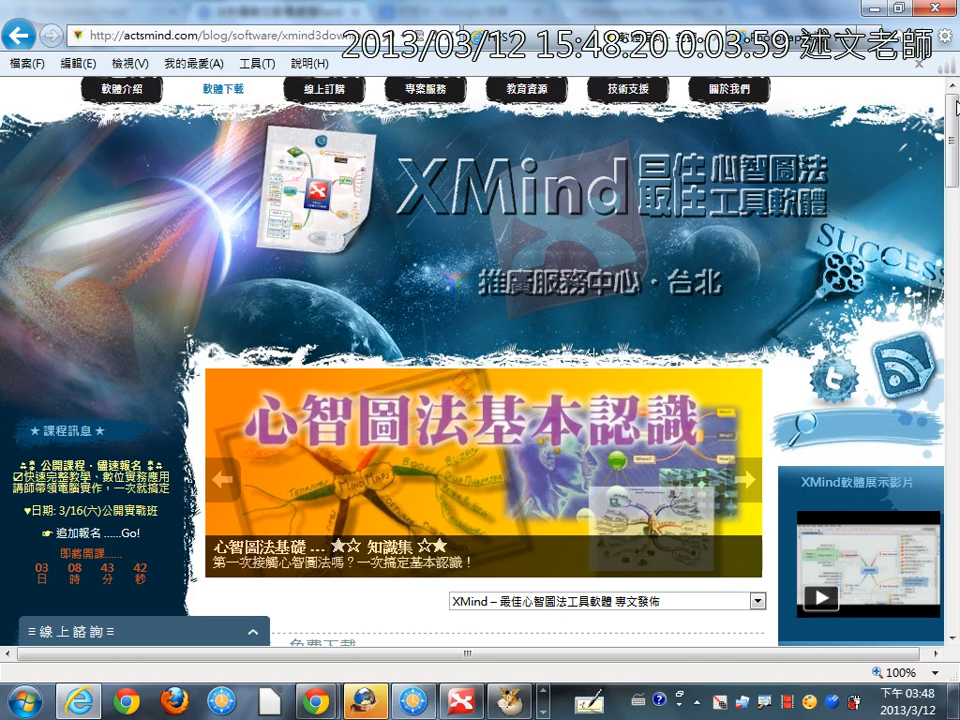 http://actsmind.com/blog/software/xmind3dow
2013/03/12 15:48:20 0:03:59 述文老師
檔案(F) 編輯(E) 檢視(V) 我的最愛(A) 工具(T) 說明(H)
軟體介紹 軟體下載 線上訂購 專案服務 教育資源 技術支援 關於我們
XMind 最佳心智圖法
最佳工具軟體
推廣服務中心・台北
SUCCESS
心智圖法基本認識
★課程訊息★
公開課程・儘速報名
☑快速完整教學、數位實務應用
講師帶領電腦實作，一次就搞定
♥日期: 3/16(六)公開實戰班
☛ 追加報名 ......Go!
即將開課......
03 08 43 42
日 時 分 秒
心智圖法基礎 ... ★☆ 知識集 ☆★
第一次接觸心智圖法嗎？一次搞定基本認識！
XMind軟體展示影片
XMind – 最佳心智圖法工具軟體 專文發佈
≡線上諮詢≡
免費下載
100%
下午 03:48
2013/3/12